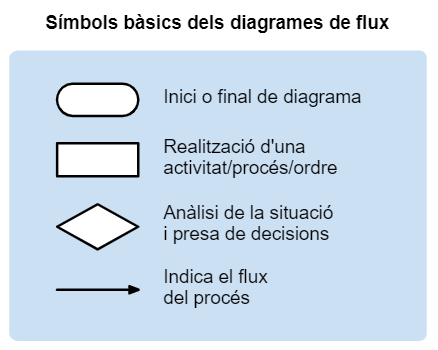 Símbols bàsics dels diagrames de flux
Inici o final de diagrama
Realització d'una
activitat/procés/ordre
Anàlisi de la situació
i presa de decisions
Indica el flux
del procés